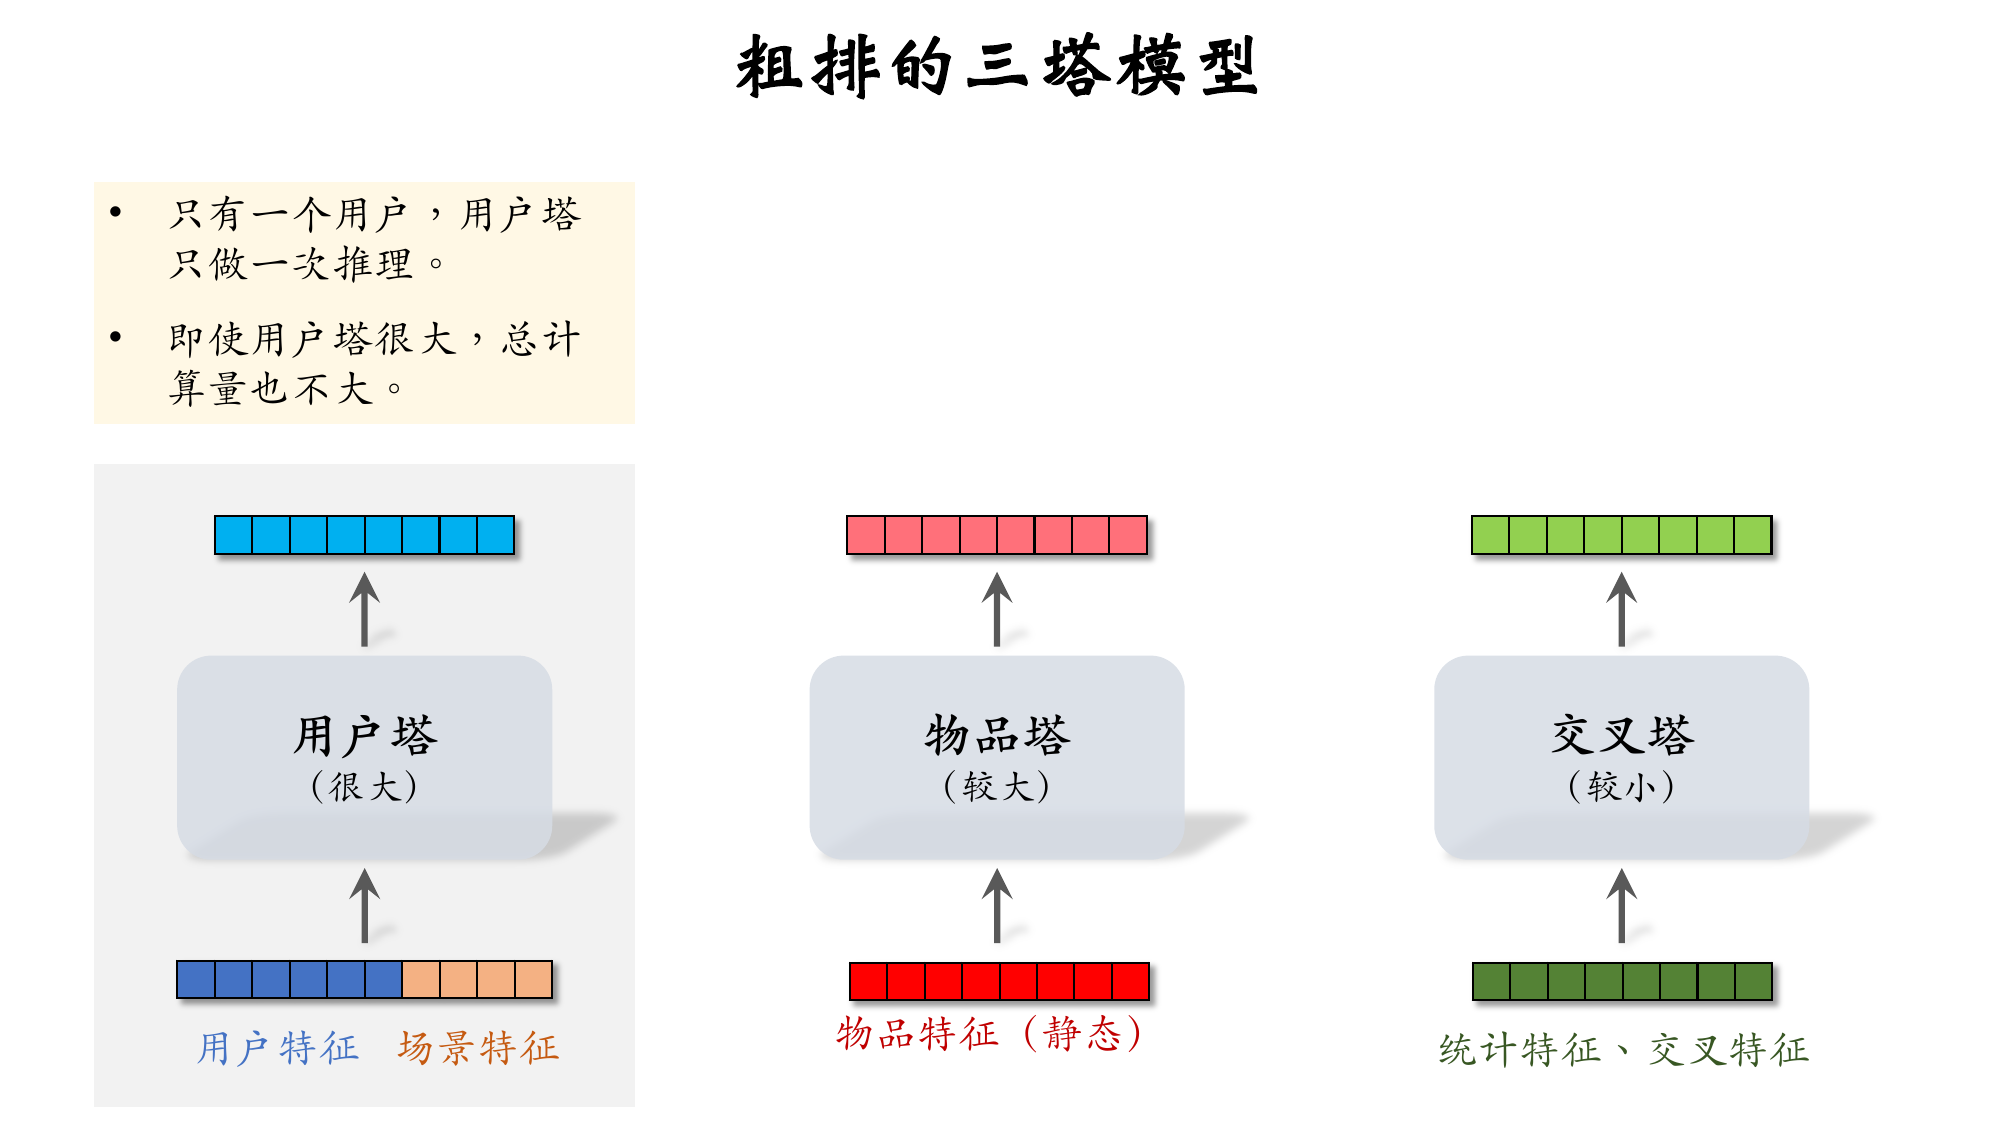 粗排的三塔模型
• 只有一个用户，用户塔
只做一次推理。
• 即使用户塔很大，总计
算量也不大。
用户塔
（很大）
用户特征 场景特征
物品塔
（较大）
物品特征（静态）
交叉塔
（较小）
统计特征、交叉特征